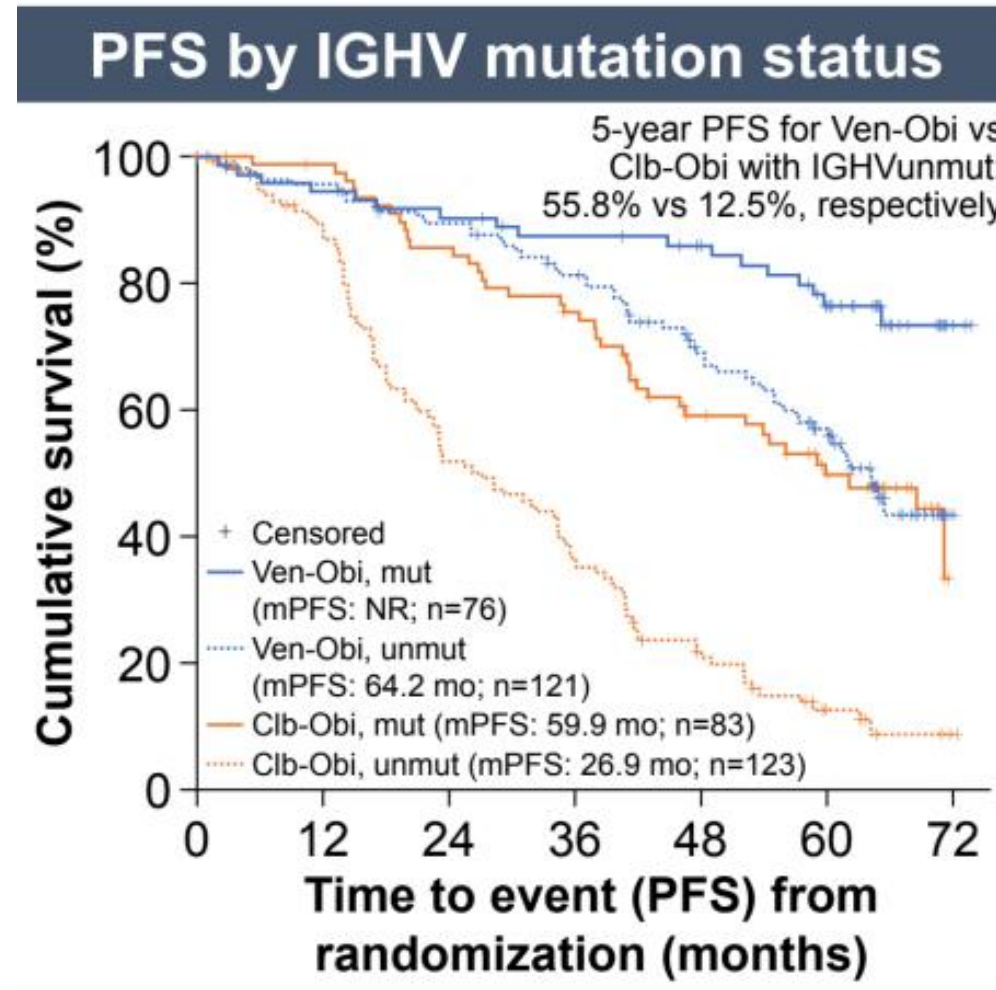 PFS by IGHV mutation status
5-year PFS for Ven-Obi vs
Clb-Obi with IGHVunmut
55.8% vs 12.5%, respectively
Cumulative survival (%)
100
80
60
40
20
0
Censored
Ven-Obi, mut
(mPFS: NR; n=76)
Ven-Obi, unmut
(mPFS: 64.2 mo; n=121)
Clb-Obi, mut (mPFS: 59.9 mo; n=83)
Clb-Obi, unmut (mPFS: 26.9 mo; n=123)
0 12 24 36 48 60 72
Time to event (PFS) from
randomization (months)